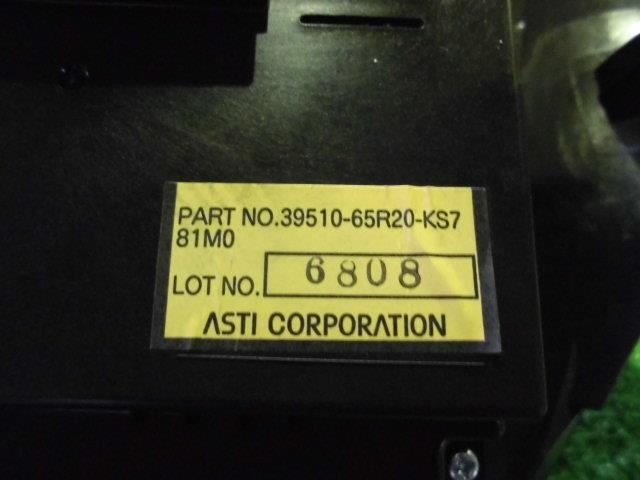 PART NO.39510-65R20-KS7
81M0
LOT NO. 6808
ASTI CORPORATION